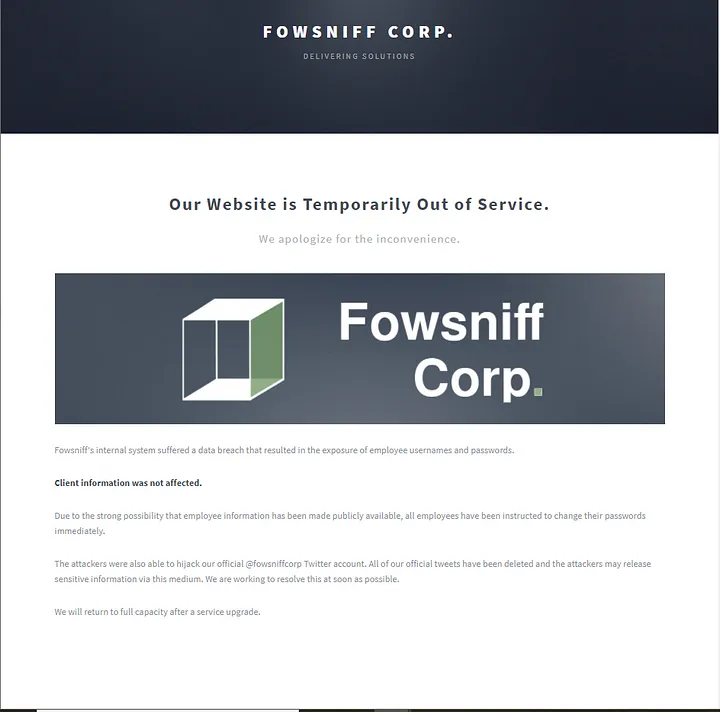 FOWSNIFF CORP.
DELIVERING SOLUTIONS
Our Website is Temporarily Out of Service.
We apologize for the inconvenience.
Fowsniff
Corp.
Fowsniff's internal system suffered a data breach that resulted in the exposure of employee usernames and passwords.
Client information was not affected.
Due to the strong possibility that employee information has been made publicly available, all employees have been instructed to change their passwords
immediately.
The attackers were also able to hijack our official @fowsniffcorp Twitter account. All of our official tweets have been deleted and the attackers may release
sensitive information via this medium. We are working to resolve this at soon as possible.
We will return to full capacity after a service upgrade.